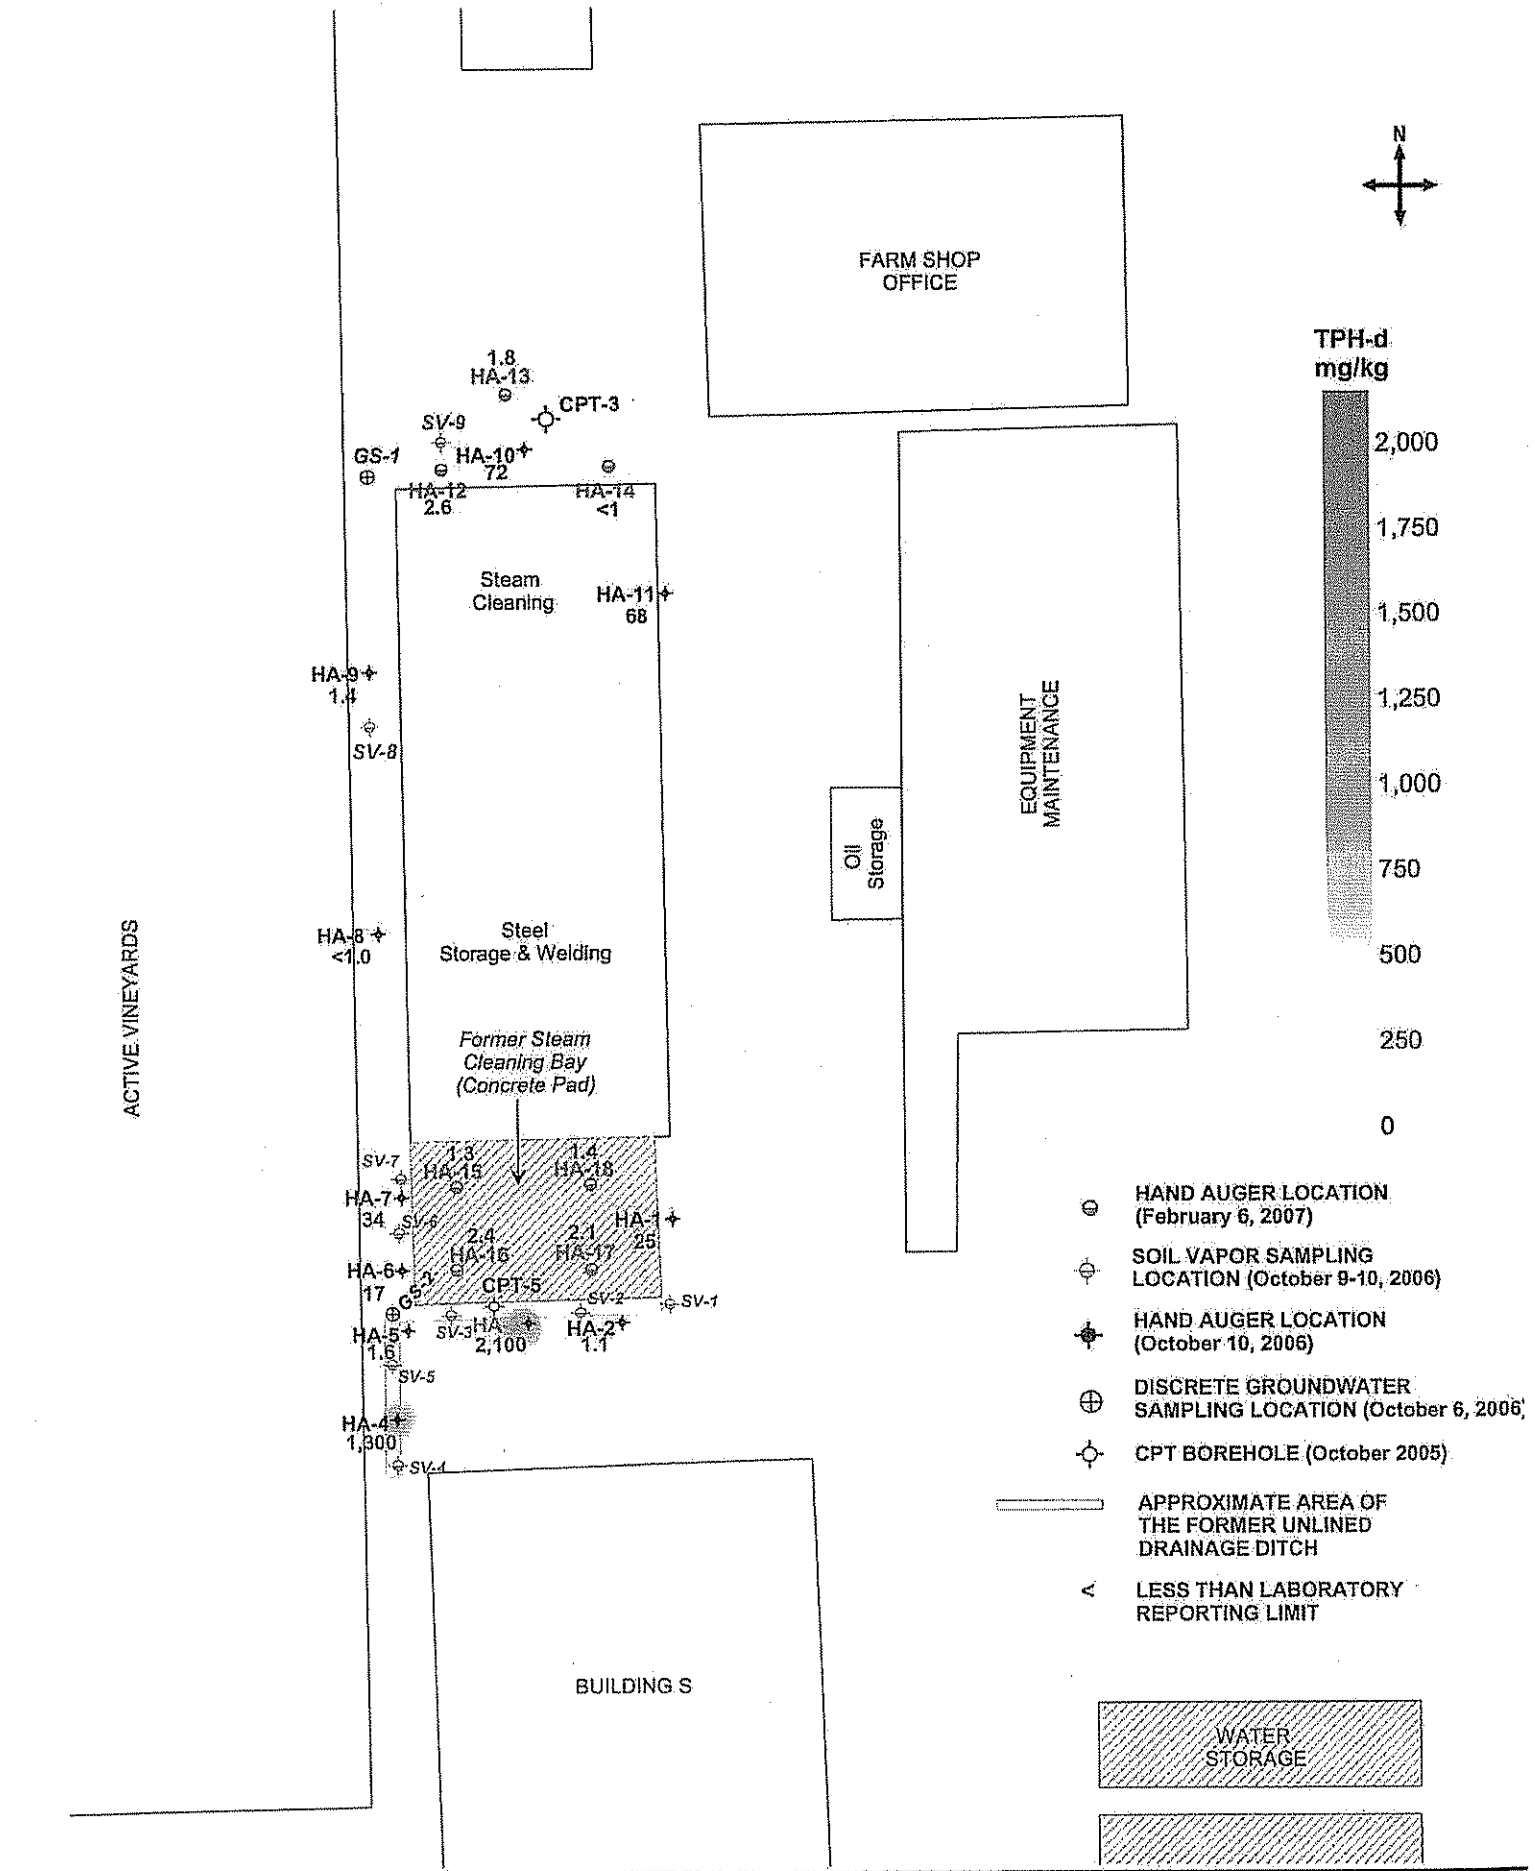 N
FARM SHOP
OFFICE
TPH-d
mg/kg
2,000
1,750
1,500
1,250
1,000
750
500
250
0
1.8
HA-13
CPT-3
SV-9
GS-1
HA-10
72
HA-12
2.6
HA-14
<1
Steam
Cleaning
HA-11
68
HA-9
1.4
SV-8
EQUIPMENT
MAINTENANCE
Oil
Storage
ACTIVE VINEYARDS
HA-8
<1.0
Steel
Storage & Welding
Former Steam
Cleaning Bay
(Concrete Pad)
SV-7
1.3
HA-15
1.4
HA-18
HA-7
34
SV-6
HA-1
25
2.4
HA-16
2.1
HA-17
HA-6
17
GS-2
CPT-5
SV-2
SV-1
SV-3
HA
2,100
HA-2
1.1
HA-5
1.6
SV-5
HA-4
1,300
SV-4
BUILDING S
HAND AUGER LOCATION
(February 6, 2007)
SOIL VAPOR SAMPLING
LOCATION (October 9-10, 2006)
HAND AUGER LOCATION
(October 10, 2006)
DISCRETE GROUNDWATER
SAMPLING LOCATION (October 6, 2006)
CPT BOREHOLE (October 2005)
APPROXIMATE AREA OF
THE FORMER UNLINED
DRAINAGE DITCH
< LESS THAN LABORATORY
REPORTING LIMIT
WATER
STORAGE